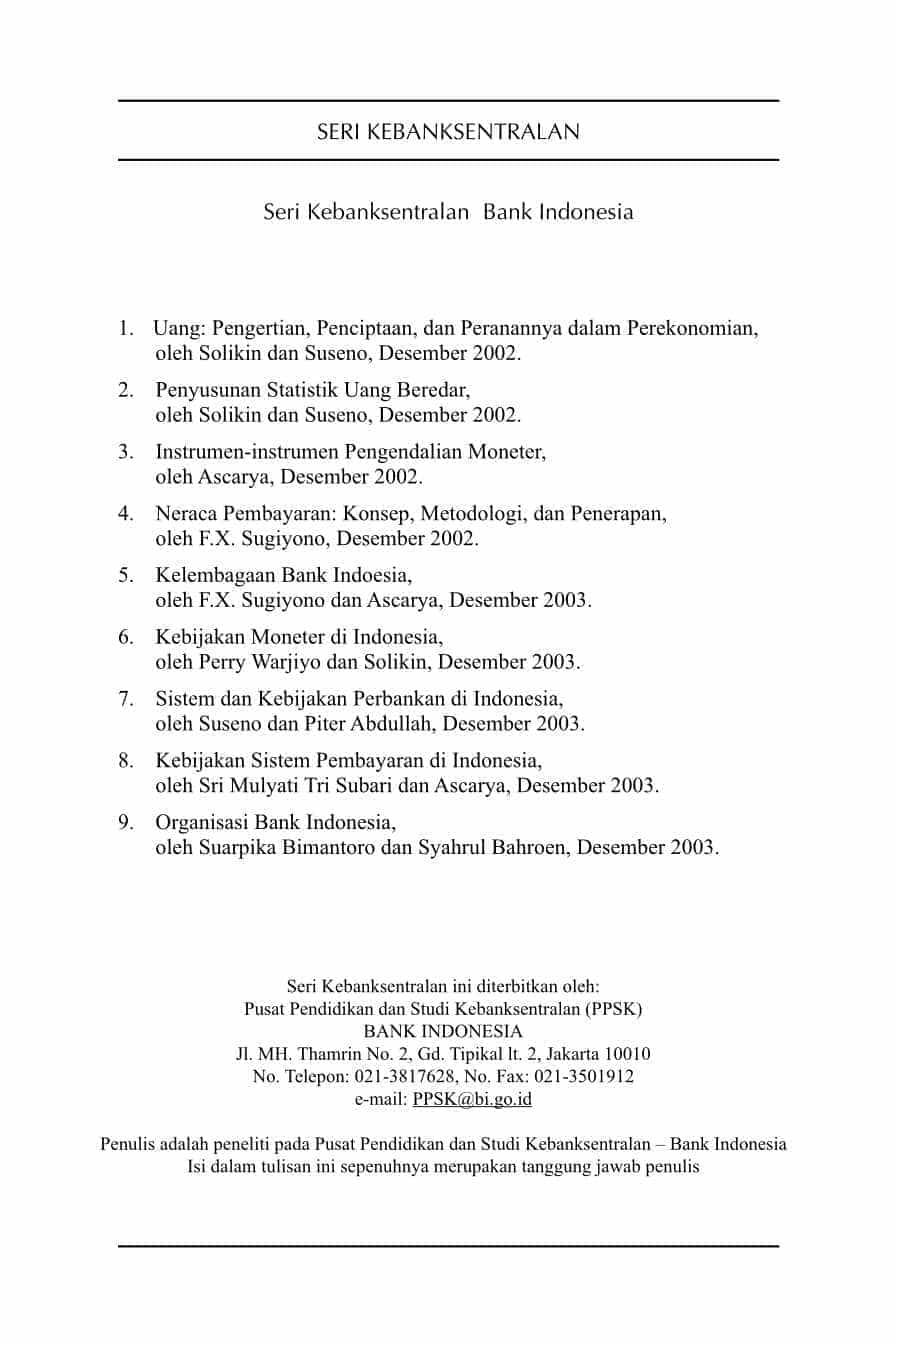 SERI KEBANKSENTRALAN
Seri Kebanksentralan Bank Indonesia
1. Uang: Pengertian, Penciptaan, dan Peranannya dalam Perekonomian,
oleh Solikin dan Suseno, Desember 2002.
2. Penyusunan Statistik Uang Beredar,
oleh Solikin dan Suseno, Desember 2002.
3. Instrumen-instrumen Pengendalian Moneter,
oleh Ascarya, Desember 2002.
4. Neraca Pembayaran: Konsep, Metodologi, dan Penerapan,
oleh F.X. Sugiyono, Desember 2002.
5. Kelembagaan Bank Indoesia,
oleh F.X. Sugiyono dan Ascarya, Desember 2003.
6. Kebijakan Moneter di Indonesia,
oleh Perry Warjiyo dan Solikin, Desember 2003.
7. Sistem dan Kebijakan Perbankan di Indonesia,
oleh Suseno dan Piter Abdullah, Desember 2003.
8. Kebijakan Sistem Pembayaran di Indonesia,
oleh Sri Mulyati Tri Subari dan Ascarya, Desember 2003.
9. Organisasi Bank Indonesia,
oleh Suarpika Bimantoro dan Syahrul Bahroen, Desember 2003.
Seri Kebanksentralan ini diterbitkan oleh:
Pusat Pendidikan dan Studi Kebanksentralan (PPSK)
BANK INDONESIA
Jl. MH. Thamrin No. 2, Gd. Tipikal lt. 2, Jakarta 10010
No. Telepon: 021-3817628, No. Fax: 021-3501912
e-mail: PPSK@bi.go.id
Penulis adalah peneliti pada Pusat Pendidikan dan Studi Kebanksentralan – Bank Indonesia
Isi dalam tulisan ini sepenuhnya merupakan tanggung jawab penulis